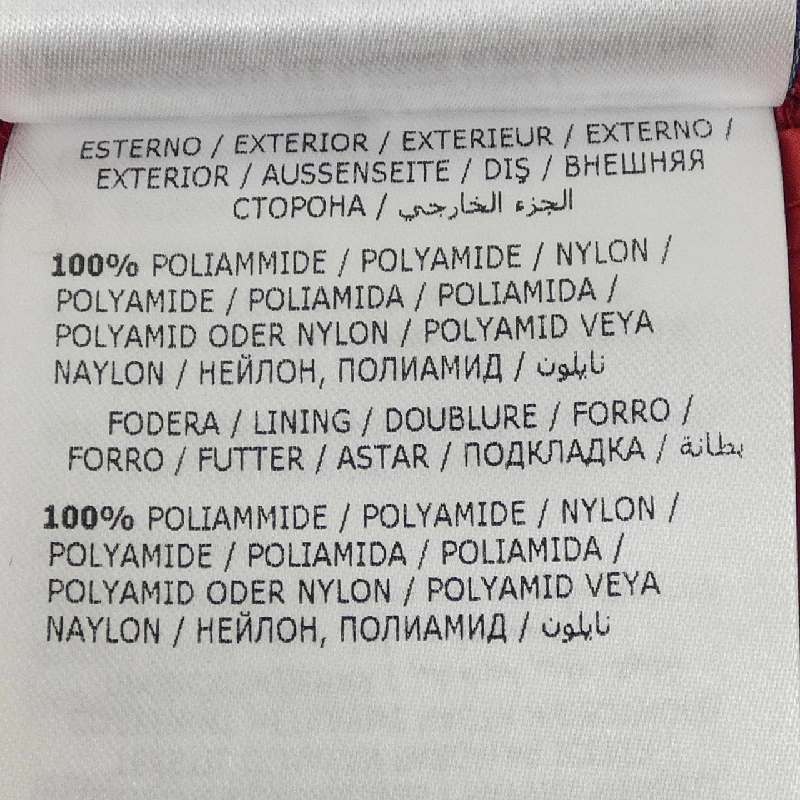 ESTERNO / EXTERIOR / EXTERIEUR / EXTERNO /
EXTERIOR / AUSSENSEITE / DIŞ / ВНЕШНЯЯ
СТОРОНА / الجزء الخارجي
100% POLIAMMIDE / POLYAMIDE / NYLON /
POLYAMIDE / POLIAMIDA / POLIAMIDA /
POLYAMID ODER NYLON / POLYAMID VEYA
NAYLON / НЕЙЛОН, ПОЛИАМИД / نايلون
FODERA / LINING / DOUBLURE / FORRO /
FORRO / FUTTER / ASTAR / ПОДКЛАДКА / بطانة
100% POLIAMMIDE / POLYAMIDE / NYLON /
POLYAMIDE / POLIAMIDA / POLIAMIDA /
POLYAMID ODER NYLON / POLYAMID VEYA
NAYLON / НЕЙЛОН, ПОЛИАМИД / نايلون